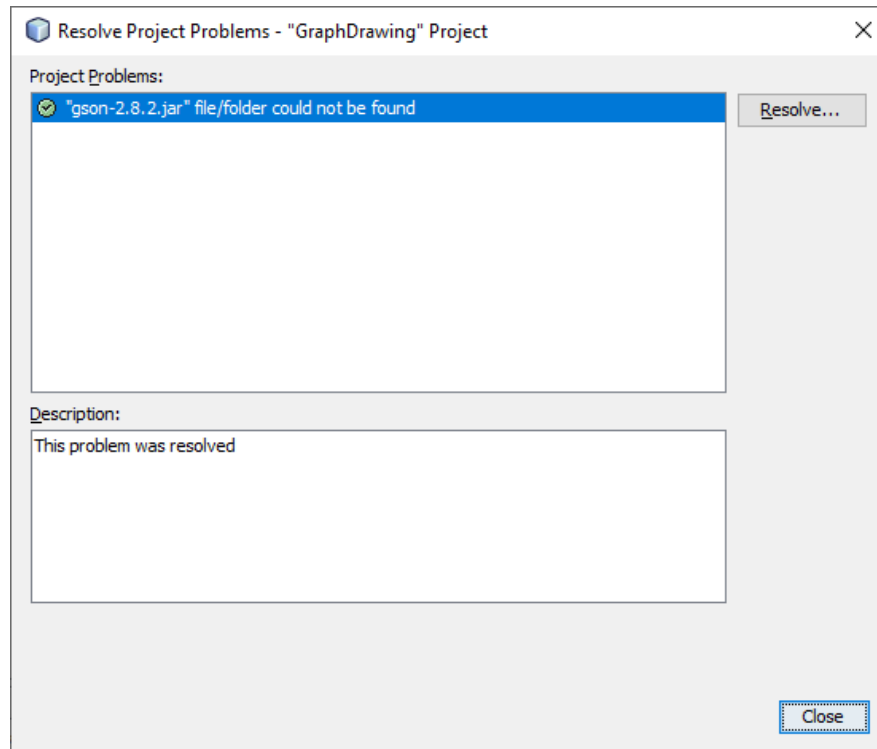 Resolve Project Problems - "GraphDrawing" Project
Project Problems:
"gson-2.8.2.jar" file/folder could not be found
Resolve...
Description:
This problem was resolved
Close